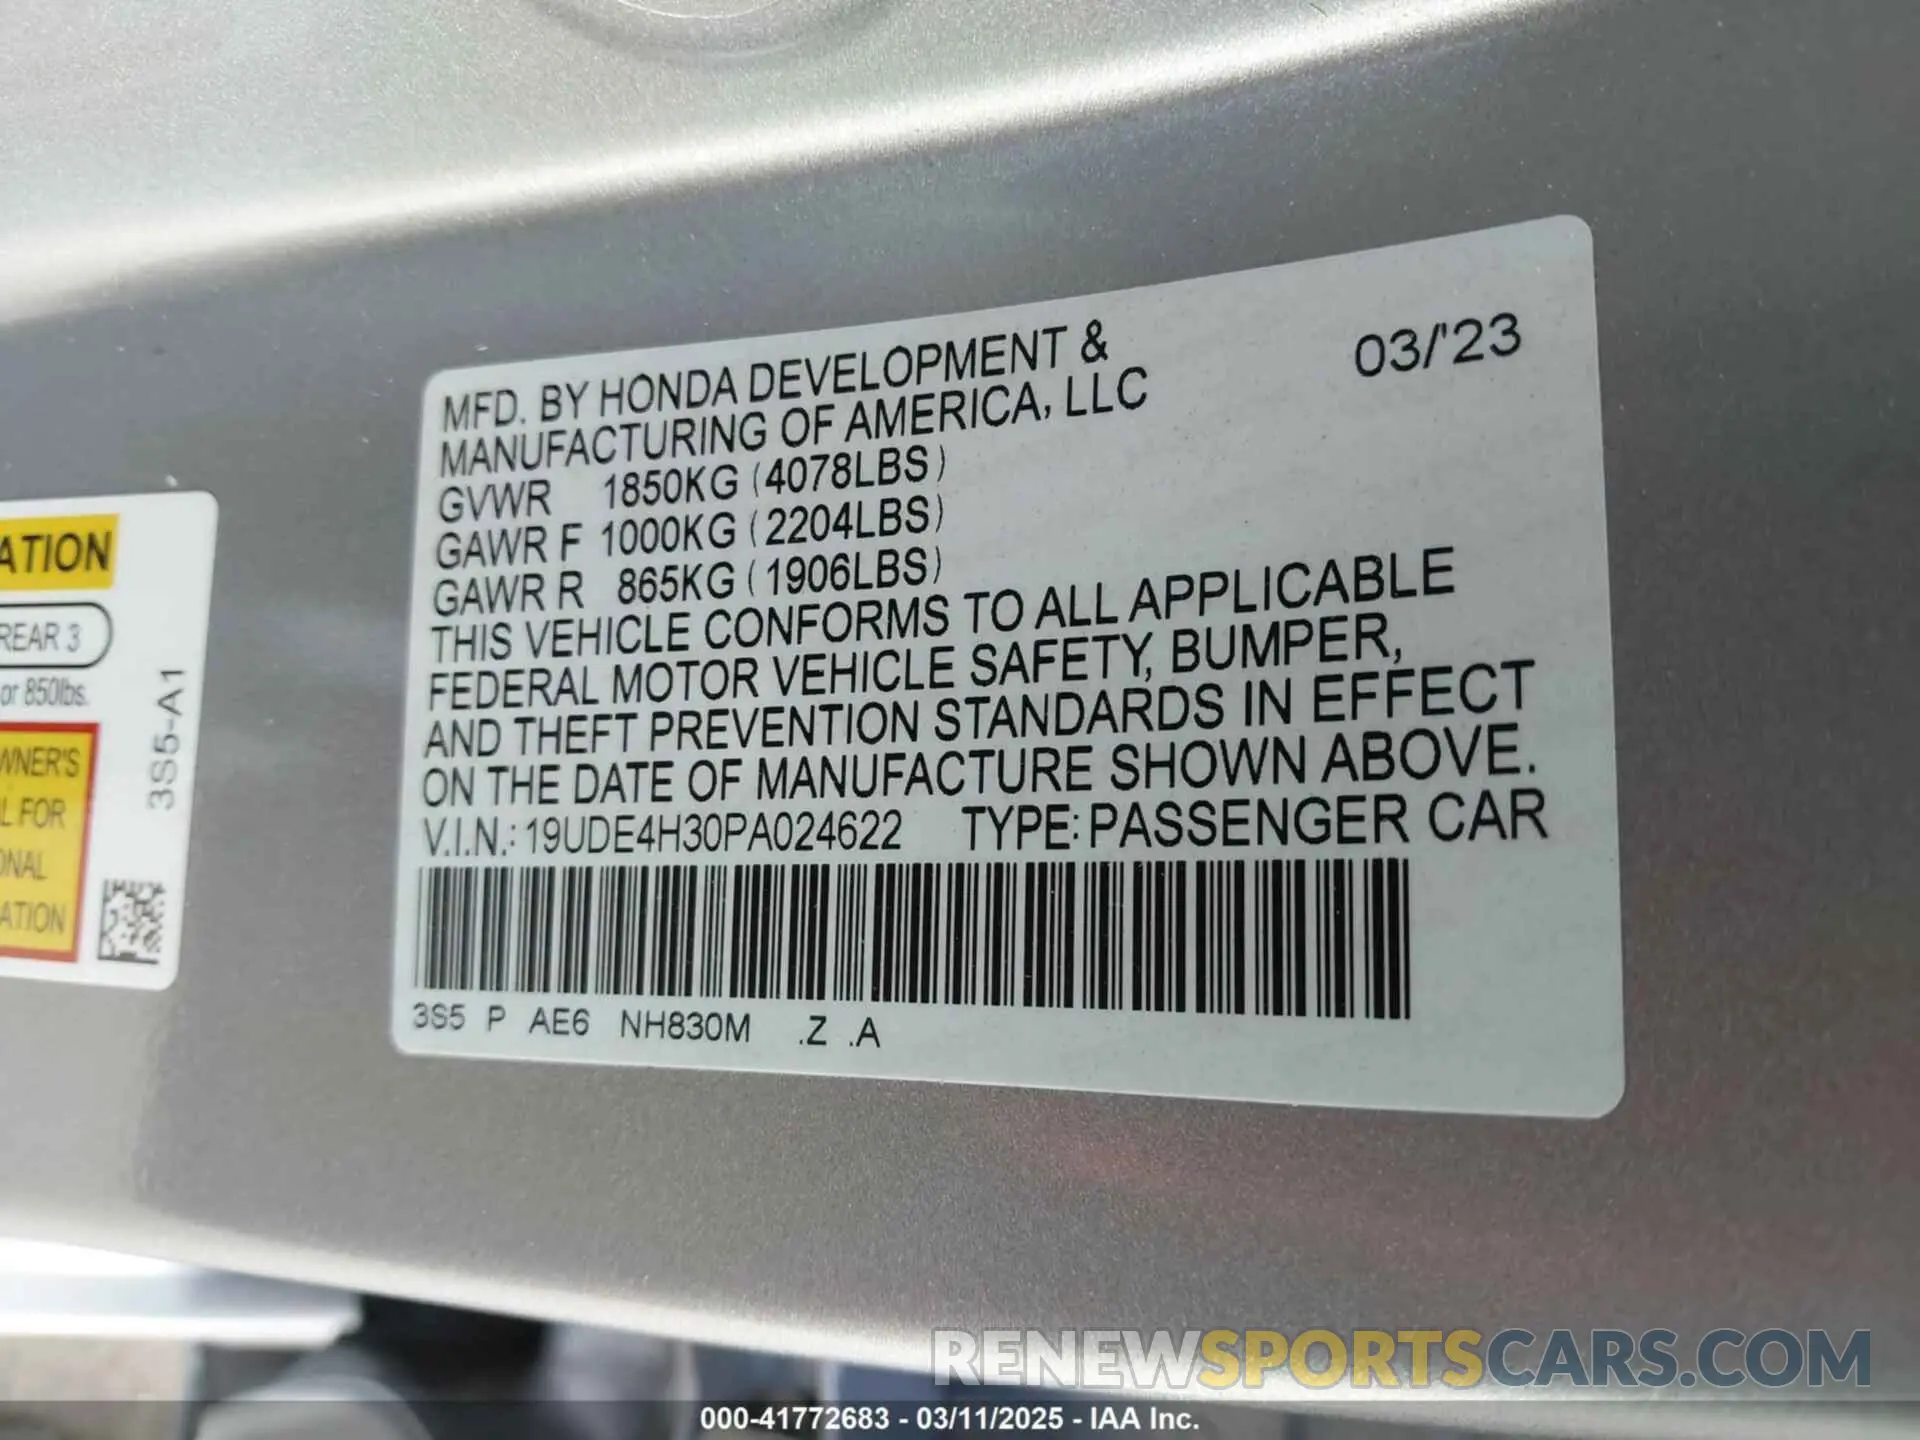 MFD. BY HONDA DEVELOPMENT &
MANUFACTURING OF AMERICA, LLC
03/'23
GVWR 1850KG (4078LBS)
GAWR F 1000KG (2204LBS)
GAWR R 865KG (1906LBS)
THIS VEHICLE CONFORMS TO ALL APPLICABLE
FEDERAL MOTOR VEHICLE SAFETY, BUMPER,
AND THEFT PREVENTION STANDARDS IN EFFECT
ON THE DATE OF MANUFACTURE SHOWN ABOVE.
V.I.N.: 19UDE4H30PA024622 TYPE: PASSENGER CAR
3S5 P AE6 NH830M .Z .A
ATION
REAR 3
or 850lbs.
WNER'S
L FOR
ONAL
ATION
3S5-A1
RENEWSPORTSCARS.COM
000-41772683 - 03/11/2025 - IAA Inc.